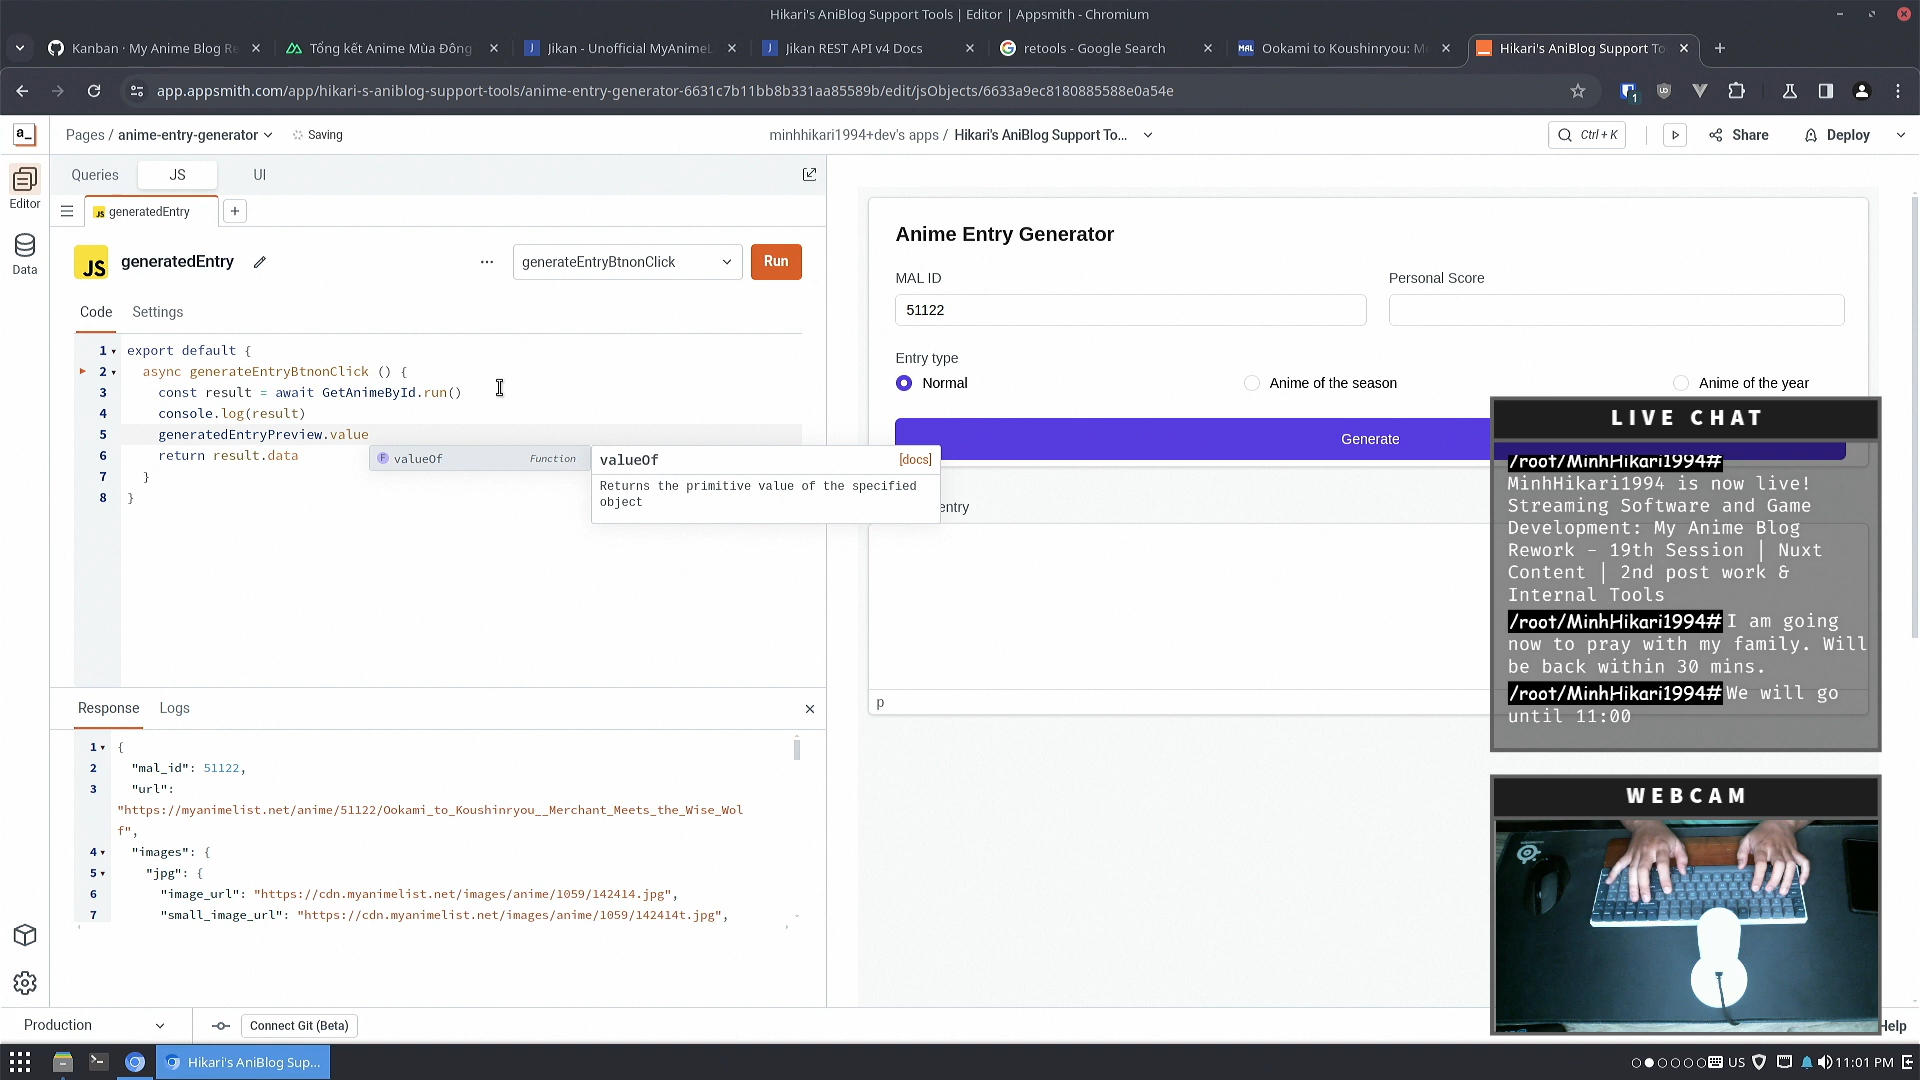 Hikari's AniBlog Support Tools | Editor | Appsmith - Chromium
Kanban · My Anime Blog Re
Tổng kết Anime Mùa Đông
Jikan - Unofficial MyAnimeL
Jikan REST API v4 Docs
retools - Google Search
MAL
Ookami to Koushinryou: M
Hikari's AniBlog Support To
app.appsmith.com/app/hikari-s-aniblog-support-tools/anime-entry-generator-6631c7b11bb8b331aa85589b/edit/jsObjects/6633a9ec8180885588e0a54e
1
a_
Pages / anime-entry-generator
Saving
minhhikari1994+dev's apps / Hikari's AniBlog Support To...
Ctrl + K
Share
Deploy
Editor
Data
Queries
JS
UI
JS generatedEntry
JS
generatedEntry
generateEntryBtnonClick
Run
Code
Settings
1 export default {
2 async generateEntryBtnonClick () {
3 const result = await GetAnimeById.run()
4 console.log(result)
5 generatedEntryPreview.value
6 return result.data
7 }
8 }
F valueOf Function
valueOf [docs]
Returns the primitive value of the specified
object
Response
Logs
1 {
2 "mal_id": 51122,
3 "url":
"https://myanimelist.net/anime/51122/Ookami_to_Koushinryou__Merchant_Meets_the_Wise_Wol
f",
4 "images": {
5 "jpg": {
6 "image_url": "https://cdn.myanimelist.net/images/anime/1059/142414.jpg",
7 "small_image_url": "https://cdn.myanimelist.net/images/anime/1059/142414t.jpg",
Anime Entry Generator
MAL ID
Personal Score
51122
Entry type
Normal
Anime of the season
Anime of the year
Generate
entry
p
LIVE CHAT
/root/MinhHikari1994#
MinhHikari1994 is now live!
Streaming Software and Game
Development: My Anime Blog
Rework - 19th Session | Nuxt
Content | 2nd post work &
Internal Tools
/root/MinhHikari1994# I am going
now to pray with my family. Will
be back within 30 mins.
/root/MinhHikari1994# We will go
until 11:00
WEBCAM
Production
Connect Git (Beta)
Help
Hikari's AniBlog Sup...
US
11:01 PM